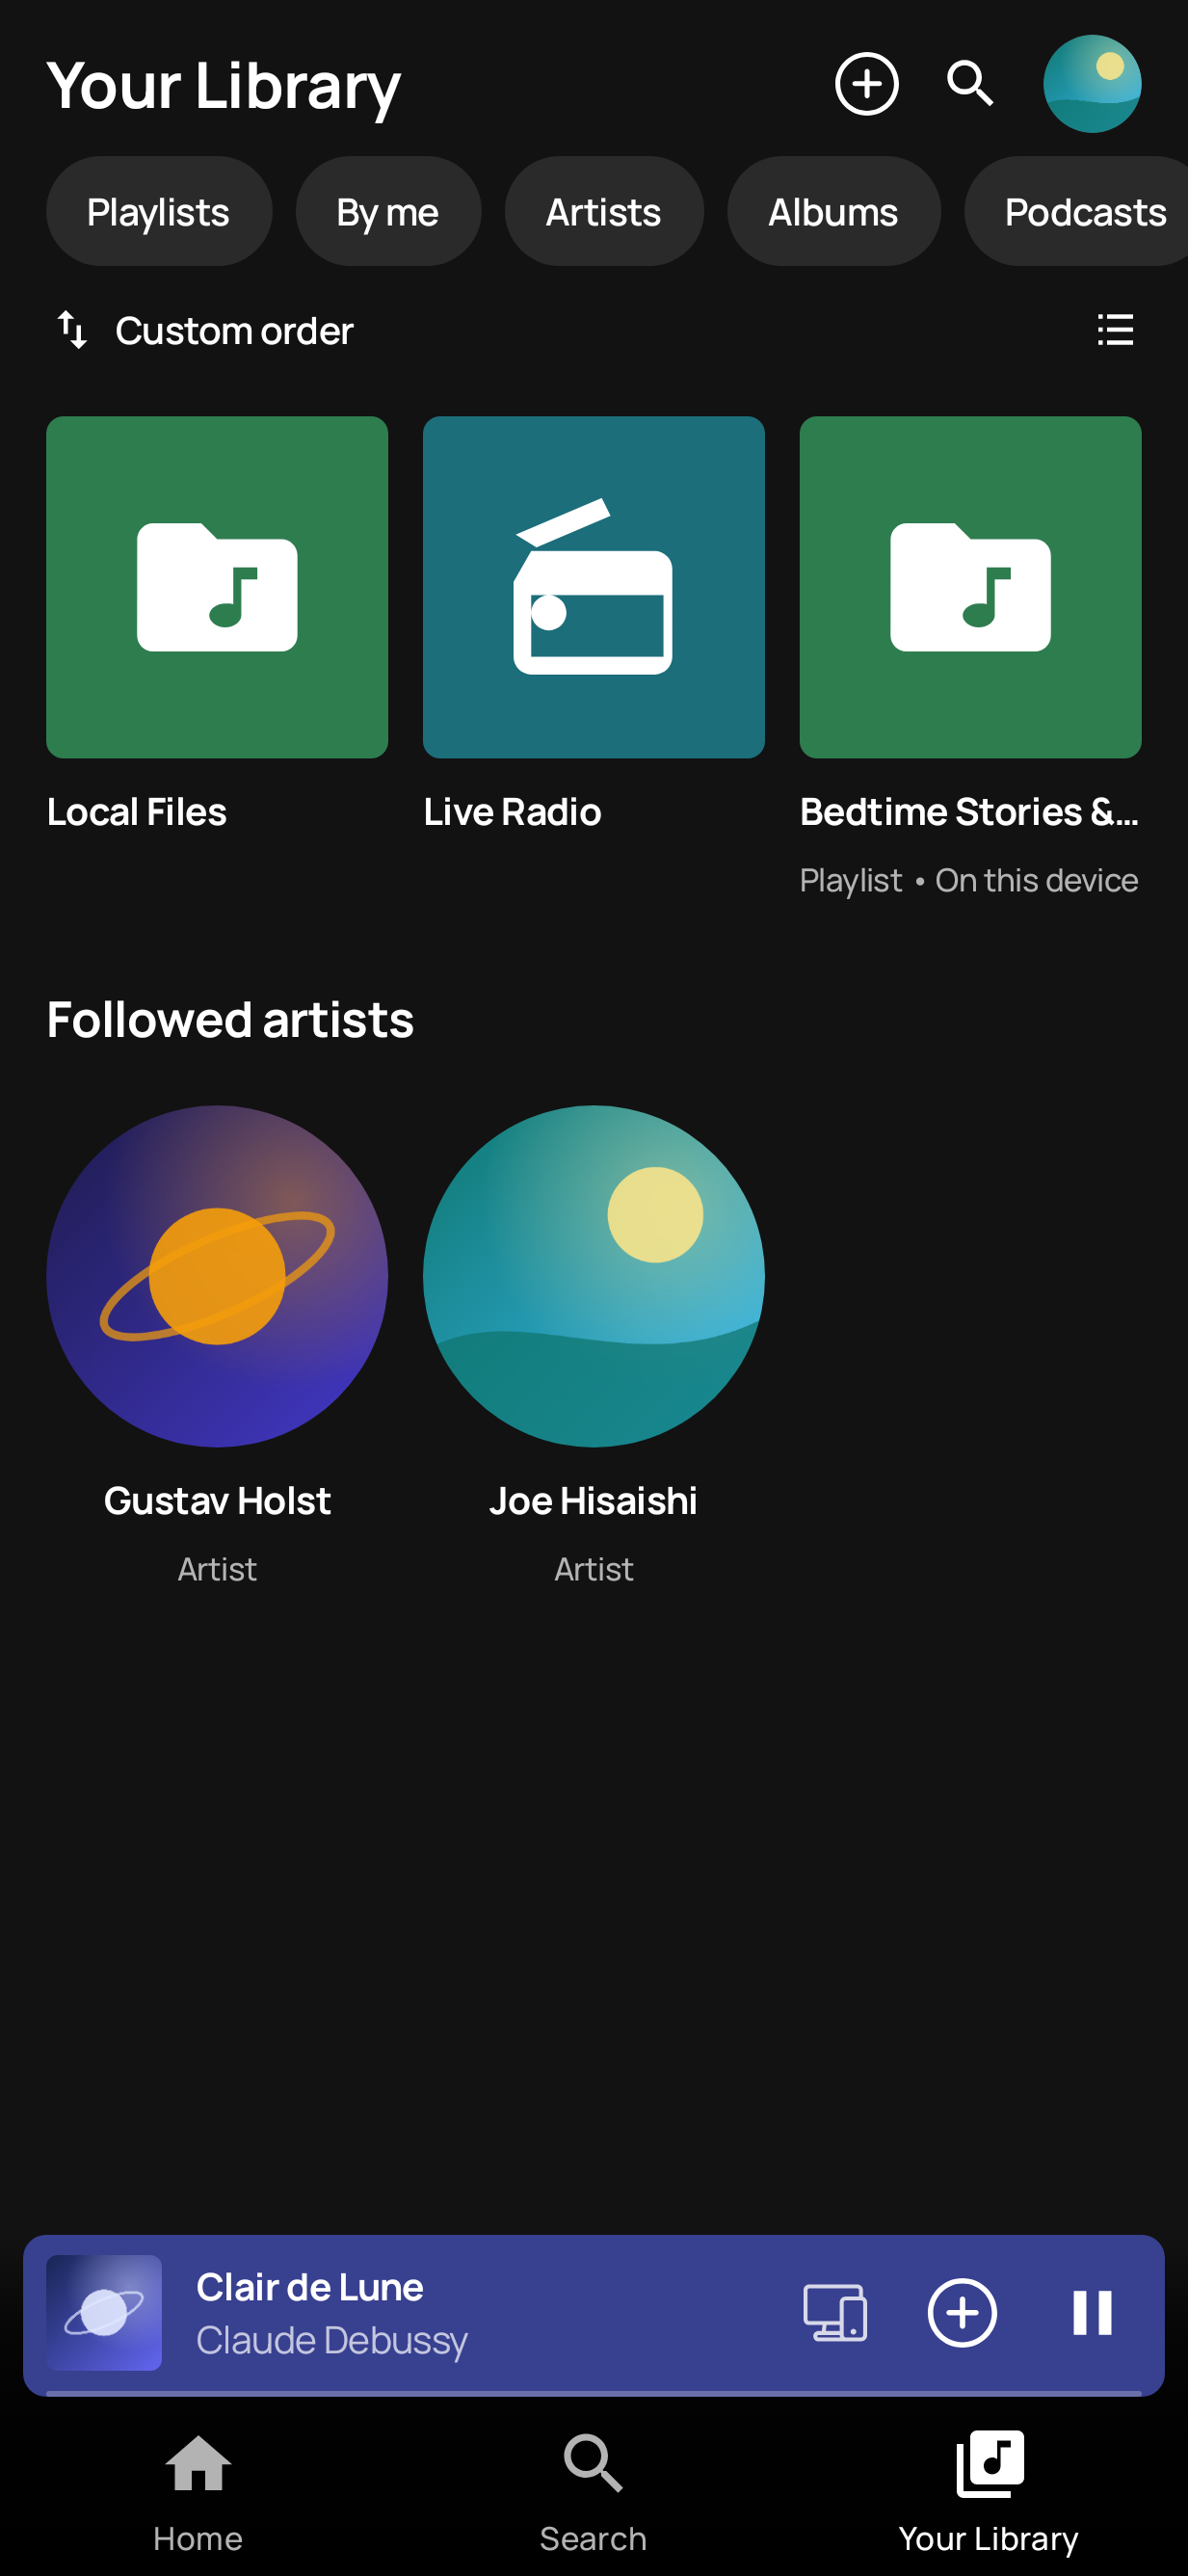 Your Library
Playlists
By me
Artists
Albums
Podcasts
Custom order
Local Files
Live Radio
Bedtime Stories &...
Playlist • On this device
Followed artists
Gustav Holst
Artist
Joe Hisaishi
Artist
Clair de Lune
Claude Debussy
Home
Search
Your Library